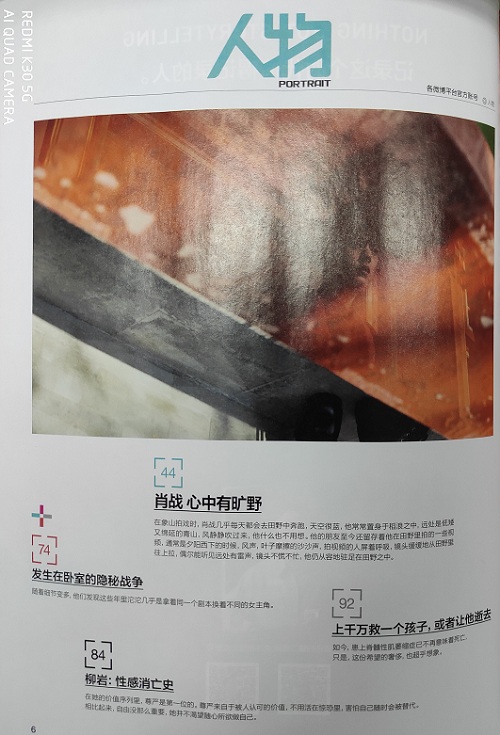 REDMI K30 5G
AI QUAD CAMERA
人物
PORTRAIT
各微博平台官方账号
44
肖战 心中有旷野
在象山拍戏时，肖战几乎每天都会去田野中奔跑，天空很蓝，他常常置身于稻浪之中，远处是低矮
又绵延的青山，风静静吹过来，他什么也不用想。他的朋友至今还留存着他在田野里拍的一些视
频，通常是夕阳西下的时候，风声，叶子摩擦的沙沙声，拍视频的人屏着呼吸，镜头缓缓地从田野里
往上拉，偶尔能听见远处有雷声，镜头不慌不忙，他仍从容地驻足在田野之中。
74
发生在卧室的隐秘战争
随着细节变多，他们发现这些年里沱沱几乎是拿着同一个剧本换着不同的女主角。
92
上千万救一个孩子，或者让他逝去
如今，患上脊髓性肌萎缩症已不再意味着死亡，
只是，这份希望的奢侈，也超乎想象。
84
柳岩：性感消亡史
在她的价值序列里，尊严是第一位的。尊严来自于被人认可的价值，不用活在惊恐里，害怕自己随时会被替代。
相比起来，自由没那么重要，她并不渴望随心所欲做自己。
6